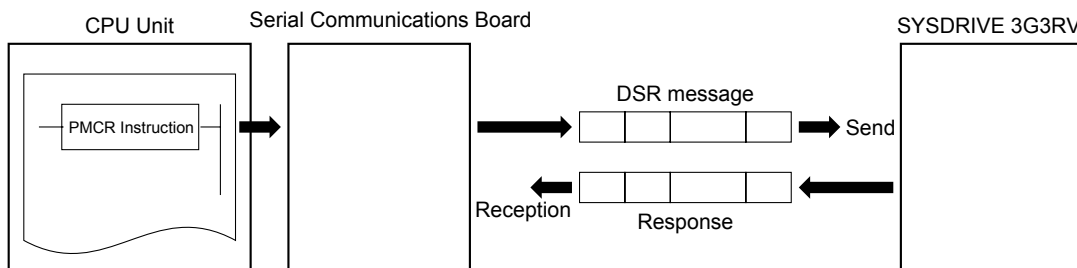 CPU Unit
Serial Communications Board
SYSDRIVE 3G3RV
PMCR Instruction
DSR message
Send
Reception
Response